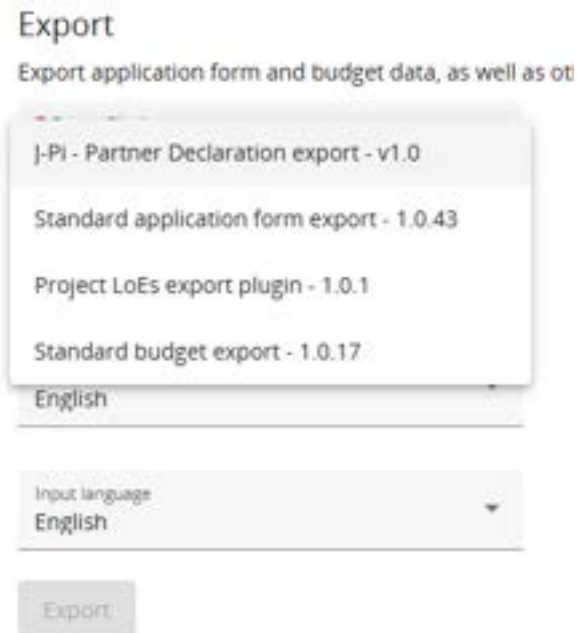 Export
Export application form and budget data, as well as ot
J-Pi - Partner Declaration export - v1.0
Standard application form export - 1.0.43
Project LoEs export plugin - 1.0.1
Standard budget export - 1.0.17
English
Input language
English
Export